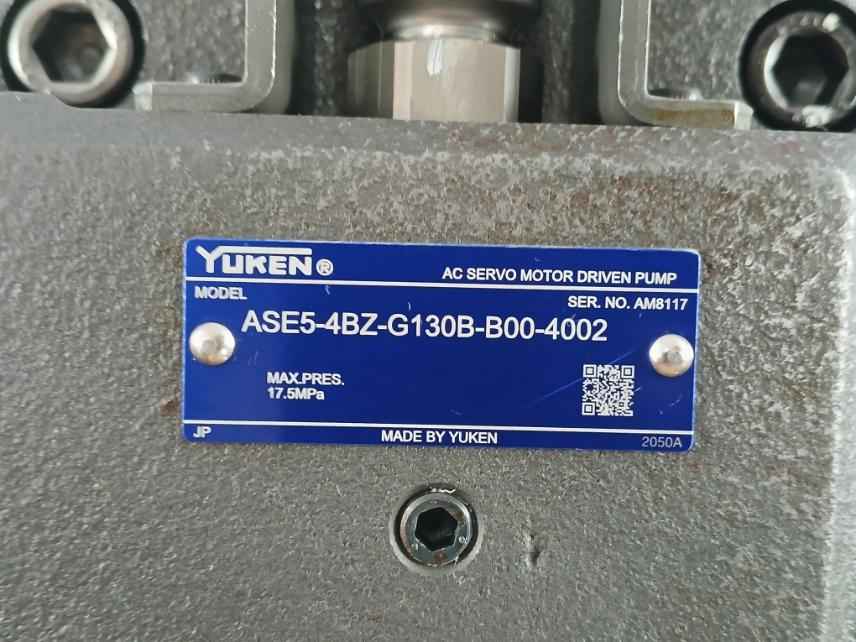 YUKEN®
AC SERVO MOTOR DRIVEN PUMP
MODEL
SER. NO. AM8117
ASE5-4BZ-G130B-B00-4002
MAX.PRES.
17.5MPa
JP
MADE BY YUKEN
2050A